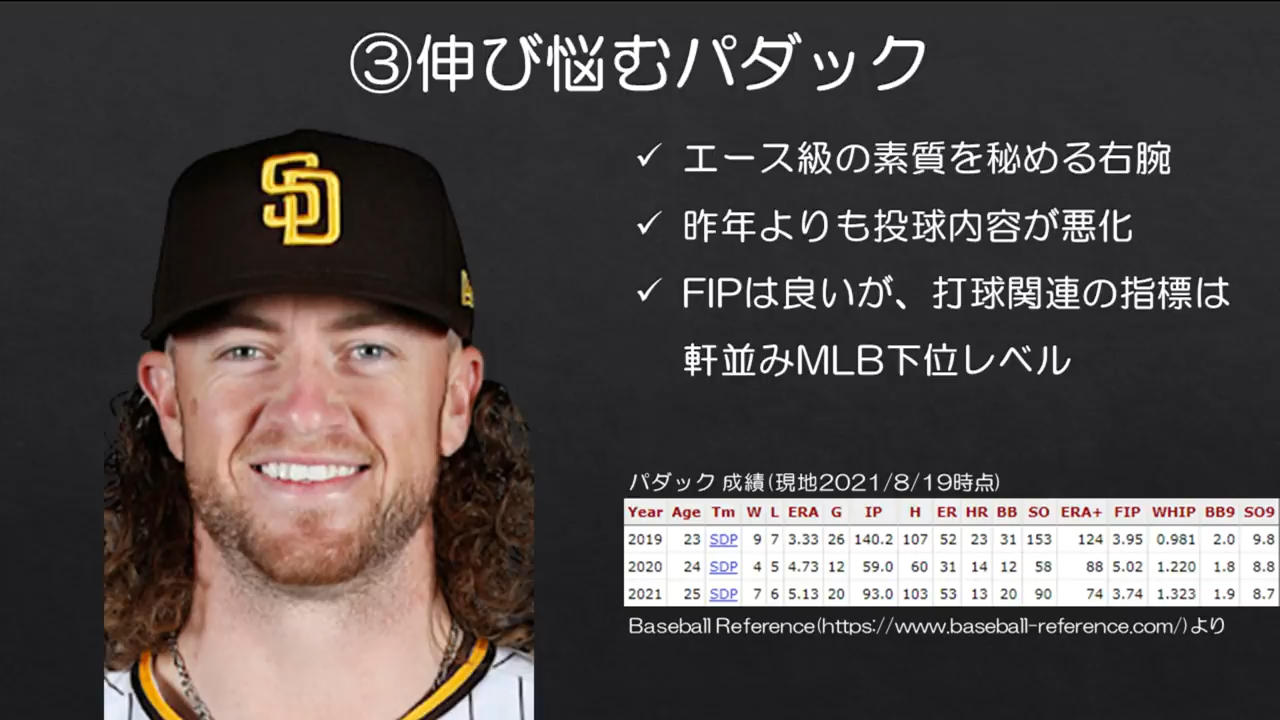 ③伸び悩むパダック
SD
✓ エース級の素質を秘める右腕
✓ 昨年よりも投球内容が悪化
✓ FIPは良いが、打球関連の指標は
軒並みMLB下位レベル
パダック 成績(現地2021/8/19時点)
Year Age Tm W L ERA G IP H ER HR BB SO ERA+ FIP WHIP BB9 SO9
2019 23 SDP 9 7 3.33 26 140.2 107 52 23 31 153 124 3.95 0.981 2.0 9.8
2020 24 SDP 4 5 4.73 12 59.0 60 31 14 12 58 88 5.02 1.220 1.8 8.8
2021 25 SDP 7 6 5.13 20 93.0 103 53 13 20 90 74 3.74 1.323 1.9 8.7
Baseball Reference(https://www.baseball-reference.com/)より